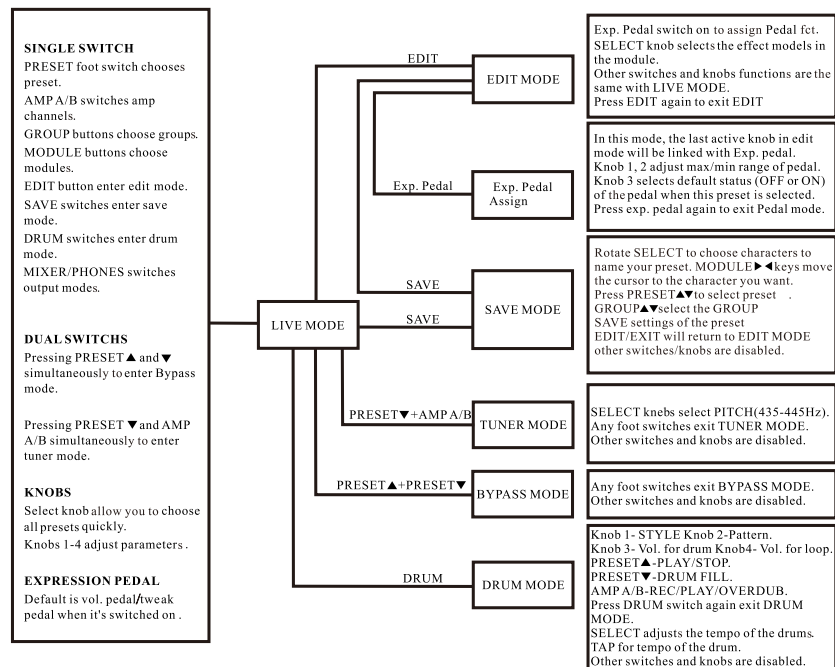 SINGLE SWITCH
PRESET foot switch chooses
preset.
AMP A/B switches amp
channels.
GROUP buttons choose groups.
MODULE buttons choose
modules.
EDIT button enter edit mode.
SAVE switches enter save
mode.
DRUM switches enter drum
mode.
MIXER/PHONES switches
output modes.
DUAL SWITCHS
Pressing PRESET▲ and ▼
simultaneously to enter Bypass
mode.
Pressing PRESET ▼and AMP
A/B simultaneously to enter
tuner mode.
KNOBS
Select knob allow you to choose
all presets quickly.
Knobs 1-4 adjust parameters .
EXPRESSION PEDAL
Default is vol. pedal/tweak
pedal when it's switched on .
LIVE MODE
EDIT
EDIT MODE
Exp. Pedal switch on to assign Pedal fct.
SELECT knob selects the effect models in
the module.
Other switches and knobs functions are the
same with LIVE MODE.
Press EDIT again to exit EDIT
Exp. Pedal
Exp. Pedal
Assign
In this mode, the last active knob in edit
mode will be linked with Exp. pedal.
Knob 1, 2 adjust max/min range of pedal.
Knob 3 selects default status (OFF or ON)
of the pedal when this preset is selected.
Press exp. pedal again to exit Pedal mode.
SAVE
SAVE
SAVE MODE
Rotate SELECT to choose characters to
name your preset. MODULE▶◀keys move
the cursor to the character you want.
Press PRESET▲▼to select preset .
GROUP▲▼select the GROUP
SAVE settings of the preset
EDIT/EXIT will return to EDIT MODE
other switches/knobs are disabled.
PRESET▼+AMP A/B
TUNER MODE
SELECT knebs select PITCH(435-445Hz).
Any foot switches exit TUNER MODE.
Other switches and knobs are disabled.
PRESET▲+PRESET▼
BYPASS MODE
Any foot switches exit BYPASS MODE.
Other switches and knobs are disabled.
DRUM
DRUM MODE
Knob 1- STYLE Knob 2-Pattern.
Knob 3- Vol. for drum Knob4- Vol. for loop.
PRESET▲-PLAY/STOP.
PRESET▼-DRUM FILL.
AMP A/B-REC/PLAY/OVERDUB.
Press DRUM switch again exit DRUM
MODE.
SELECT adjusts the tempo of the drums.
TAP for tempo of the drum.
Other switches and knobs are disabled.